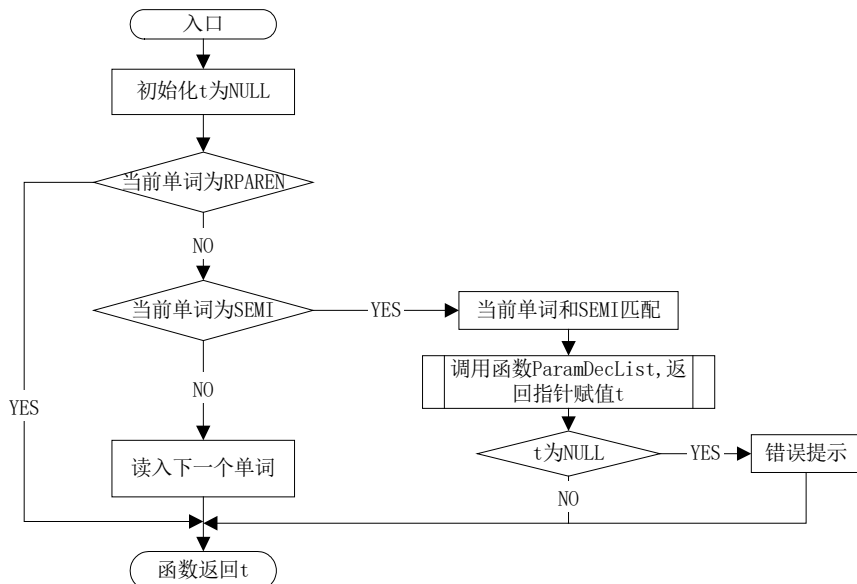 入口
初始化t为NULL
当前单词为RPAREN
NO
当前单词为SEMI
YES
当前单词和SEMI匹配
调用函数ParamDecList,返
回指针赋值t
NO
YES
读入下一个单词
t为NULL
YES
错误提示
NO
函数返回t